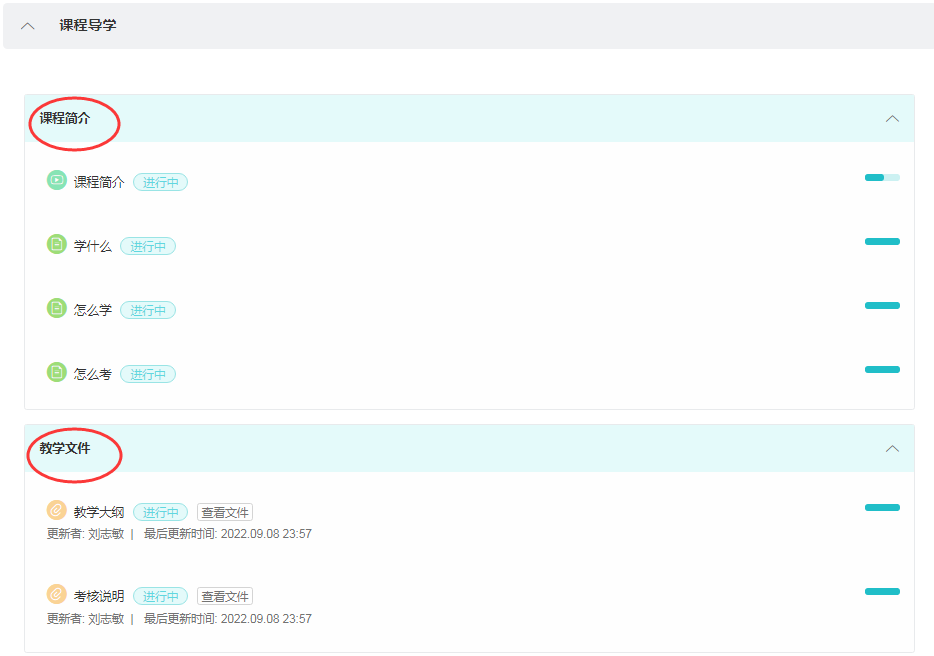 课程导学
课程简介
课程简介 进行中
学什么 进行中
怎么学 进行中
怎么考 进行中
教学文件
教学大纲 进行中 查看文件
更新者: 刘志敏 | 最后更新时间: 2022.09.08 23:57
考核说明 进行中 查看文件
更新者: 刘志敏 | 最后更新时间: 2022.09.08 23:57